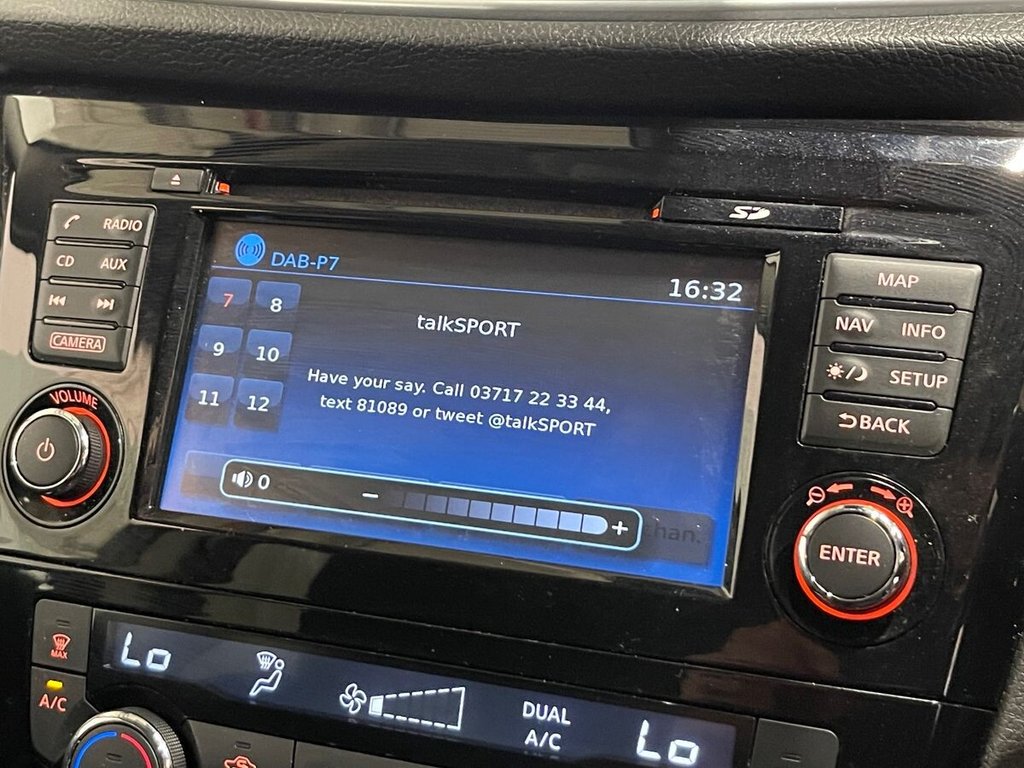 RADIO
CD AUX
CAMERA
VOLUME
DAB-P7
16:32
7 8
9 10
11 12
talkSPORT
Have your say. Call 03717 22 33 44,
text 81089 or tweet @talkSPORT
0 − +
chan.
SD
MAP
NAV INFO
SETUP
BACK
ENTER
MAX
A/C
Lo
DUAL
A/C
Lo